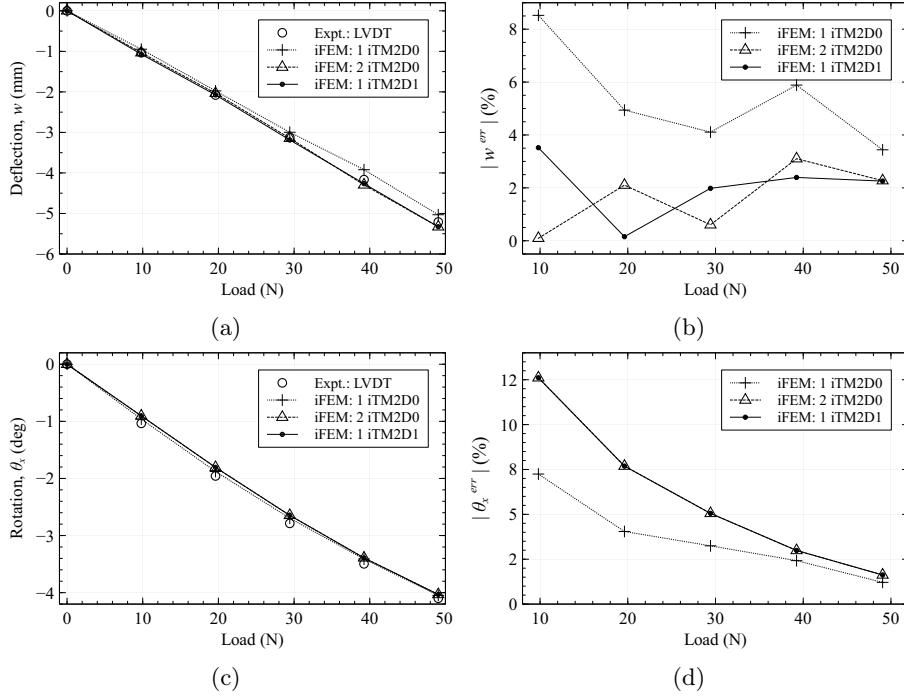 0
−1
−2
−3
−4
−5
−6
Deflection, w (mm)
0 10 20 30 40 50
Load (N)
Expt.: LVDT
iFEM: 1 iTM2D0
iFEM: 2 iTM2D0
iFEM: 1 iTM2D1
(a)
8
6
4
2
0
| w^err | (%)
10 20 30 40 50
Load (N)
iFEM: 1 iTM2D0
iFEM: 2 iTM2D0
iFEM: 1 iTM2D1
(b)
0
−1
−2
−3
−4
Rotation, θx (deg)
0 10 20 30 40 50
Load (N)
Expt.: LVDT
iFEM: 1 iTM2D0
iFEM: 2 iTM2D0
iFEM: 1 iTM2D1
(c)
12
10
8
5
2
0
| θx^err | (%)
10 20 30 40 50
Load (N)
iFEM: 1 iTM2D0
iFEM: 2 iTM2D0
iFEM: 1 iTM2D1
(d)